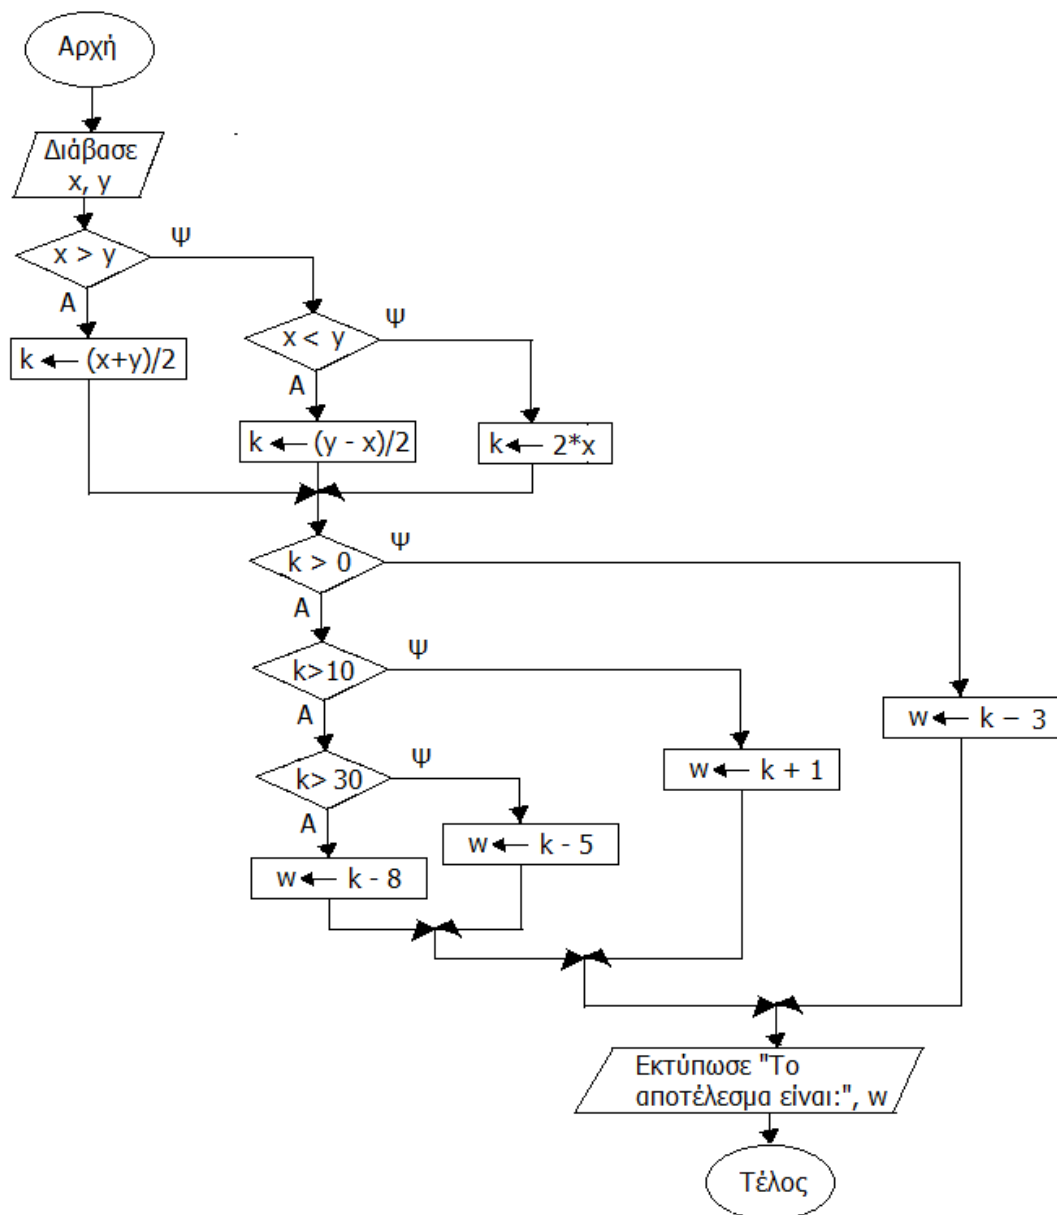 Αρχή
Διάβασε
x, y
x > y
Ψ
Α
k ← (x+y)/2
x < y
Ψ
Α
k ← (y - x)/2
k ← 2*x
k > 0
Ψ
Α
k>10
Ψ
Α
w ← k – 3
k> 30
Ψ
Α
w ← k + 1
w ← k - 5
w ← k - 8
Εκτύπωσε "Το
αποτέλεσμα είναι:", w
Τέλος